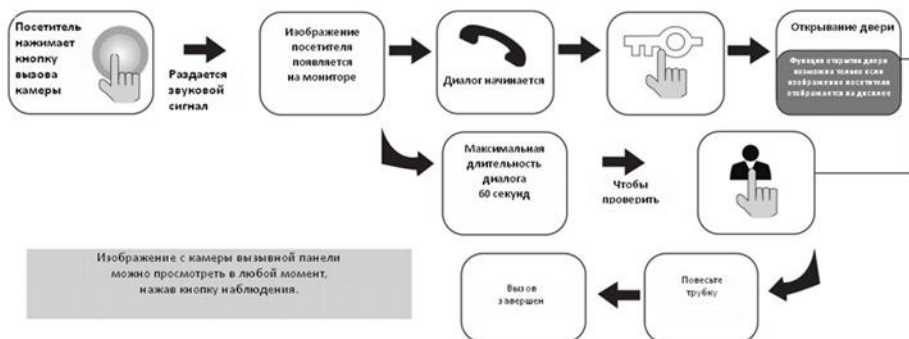 Посетитель
нажимает
кнопку
вызова
камеры
Раздается
звуковой
сигнал
Изображение
посетителя
появляется
на мониторе
Диалог начинается
Открывание двери
Функция открытия двери
возможна только если
изображение посетителя
отображается на дисплее
Максимальная
длительность
диалога
60 секунд
Чтобы
проверить
Изображение с камеры вызывной панели
можно просмотреть в любой момент,
нажав кнопку наблюдения.
Повесьте
трубку
Вызов
завершен